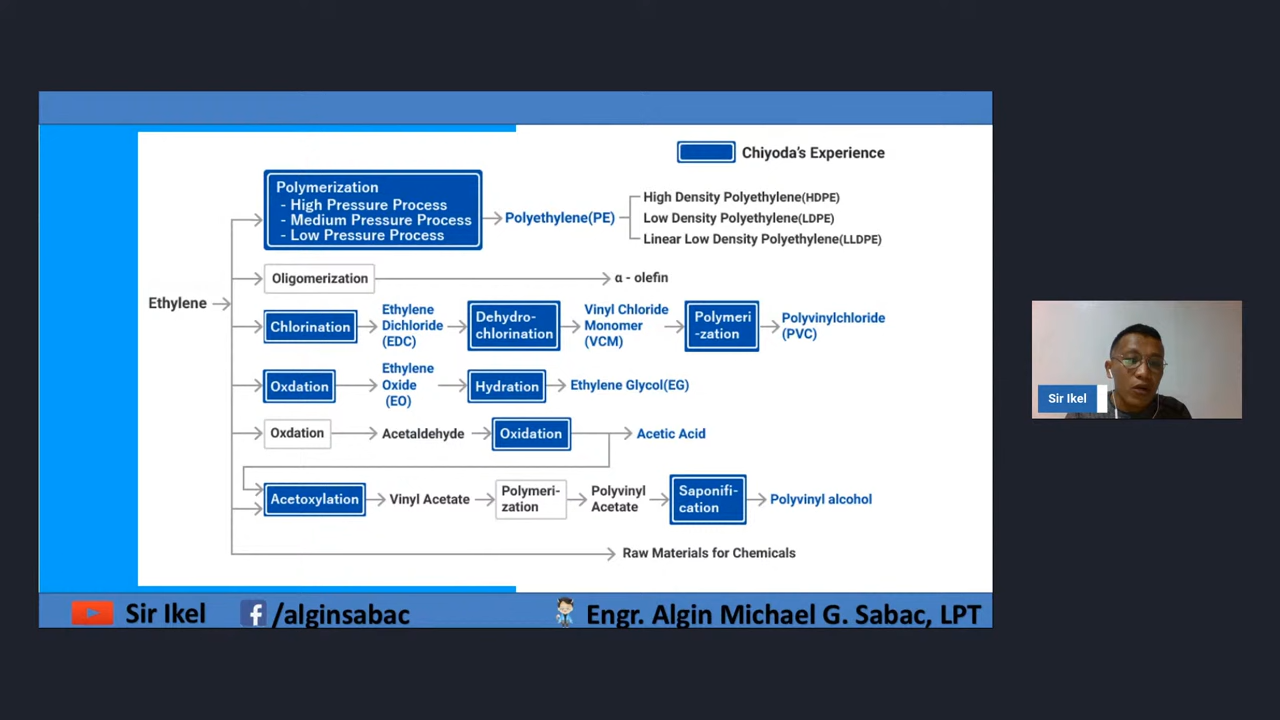 Chiyoda's Experience
Polymerization
- High Pressure Process
- Medium Pressure Process
- Low Pressure Process
Polyethylene(PE)
High Density Polyethylene(HDPE)
Low Density Polyethylene(LDPE)
Linear Low Density Polyethylene(LLDPE)
Ethylene
Oligomerization
α - olefin
Chlorination
Ethylene
Dichloride
(EDC)
Dehydro-
chlorination
Vinyl Chloride
Monomer
(VCM)
Polymeri
-zation
Polyvinylchloride
(PVC)
Oxdation
Ethylene
Oxide
(EO)
Hydration
Ethylene Glycol(EG)
Oxdation
Acetaldehyde
Oxidation
Acetic Acid
Acetoxylation
Vinyl Acetate
Polymeri-
zation
Polyvinyl
Acetate
Saponifi-
cation
Polyvinyl alcohol
Raw Materials for Chemicals
Sir Ikel
/alginsabac
Engr. Algin Michael G. Sabac, LPT
Sir Ikel